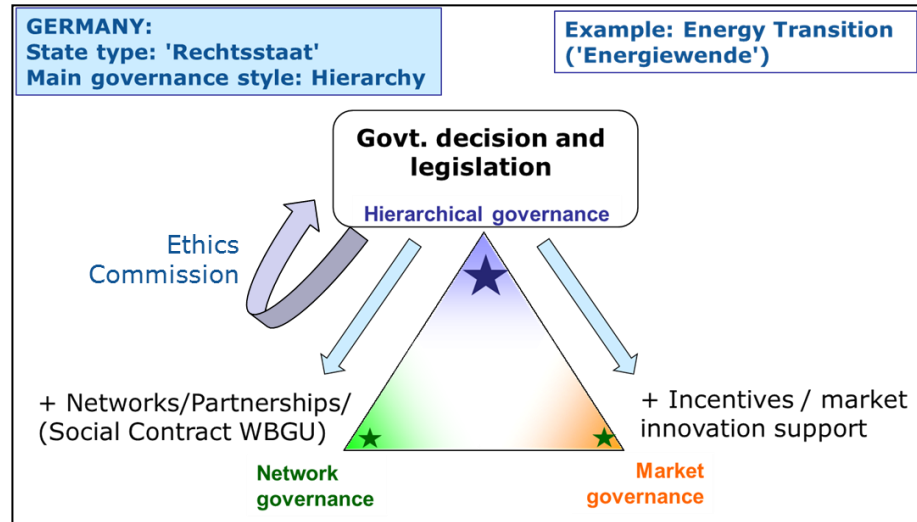 GERMANY:
State type: 'Rechtsstaat'
Main governance style: Hierarchy
Example: Energy Transition
('Energiewende')
Govt. decision and
legislation
Hierarchical governance
Ethics
Commission
+ Networks/Partnerships/
(Social Contract WBGU)
+ Incentives / market
innovation support
Network
governance
Market
governance